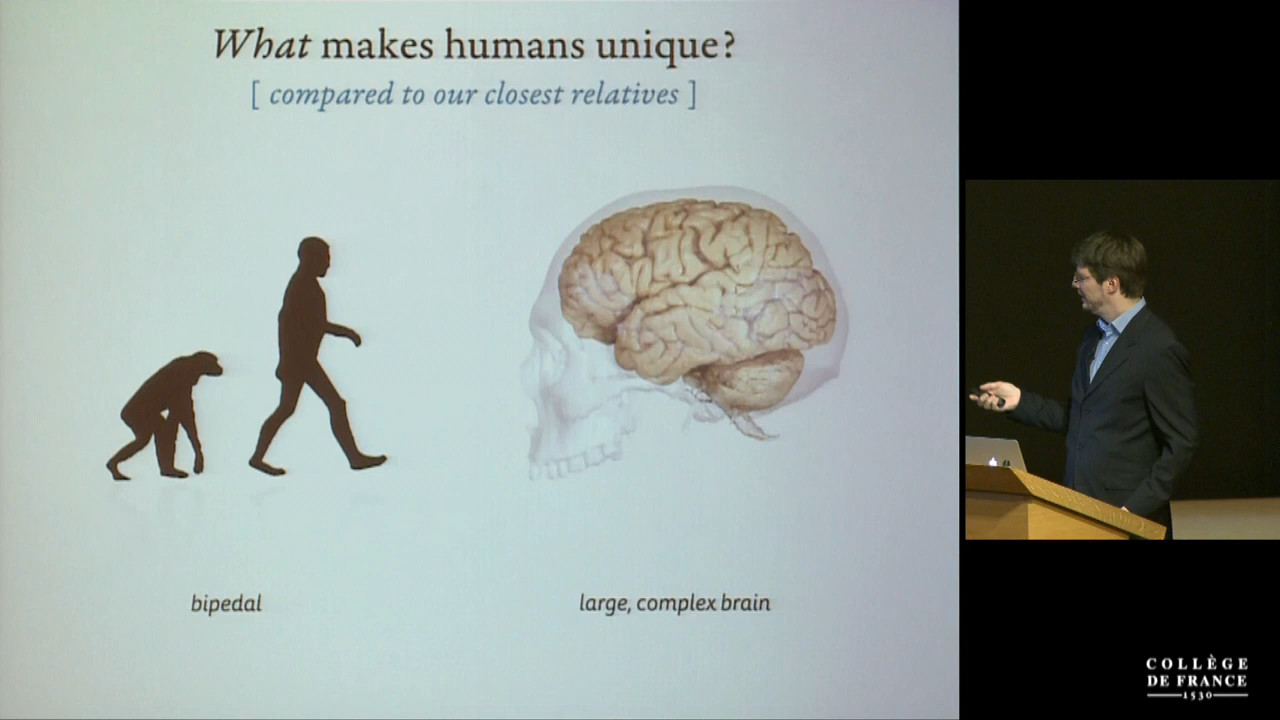 What makes humans unique?
[ compared to our closest relatives ]
bipedal
large, complex brain
COLLÈGE
DE FRANCE
1530